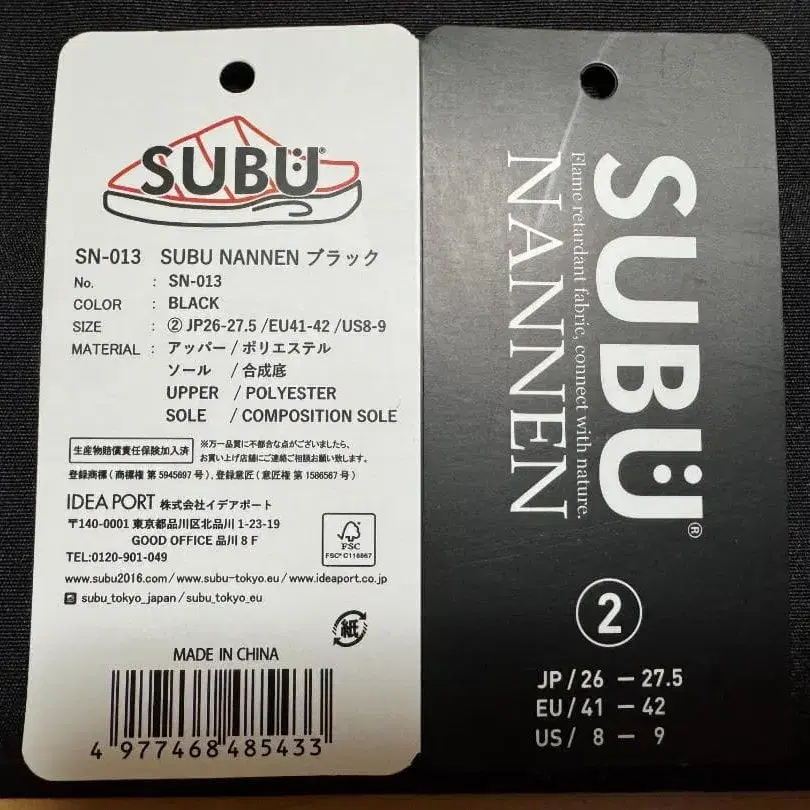 SUBU®
SN-013 SUBU NANNEN ブラック
No. : SN-013
COLOR : BLACK
SIZE : ② JP26-27.5 /EU41-42 /US8-9
MATERIAL : アッパー / ポリエステル
ソール / 合成底
UPPER / POLYESTER
SOLE / COMPOSITION SOLE
生産物賠償責任保険加入済
※万一品質に不都合な点がございましたら、
お買い上げ店舗にご連絡ご相談お願い致します。
登録商標 (商標権 第 5945697 号) , 登録意匠 (意匠権 第 1586567 号)
IDEA PORT 株式会社イデアポート
〒140-0001 東京都品川区北品川 1-23-19
GOOD OFFICE 品川 8 F
TEL:0120-901-049
FSC
FSC® C118867
www.subu2016.com / www.subu-tokyo.eu / www.ideaport.co.jp
subu_tokyo_japan / subu_tokyo_eu
紙
MADE IN CHINA
4 977468 485433
SUBU®
Flame retardant fabric, connect with nature.
NANNEN
2
JP / 26 — 27.5
EU / 41 — 42
US / 8 — 9